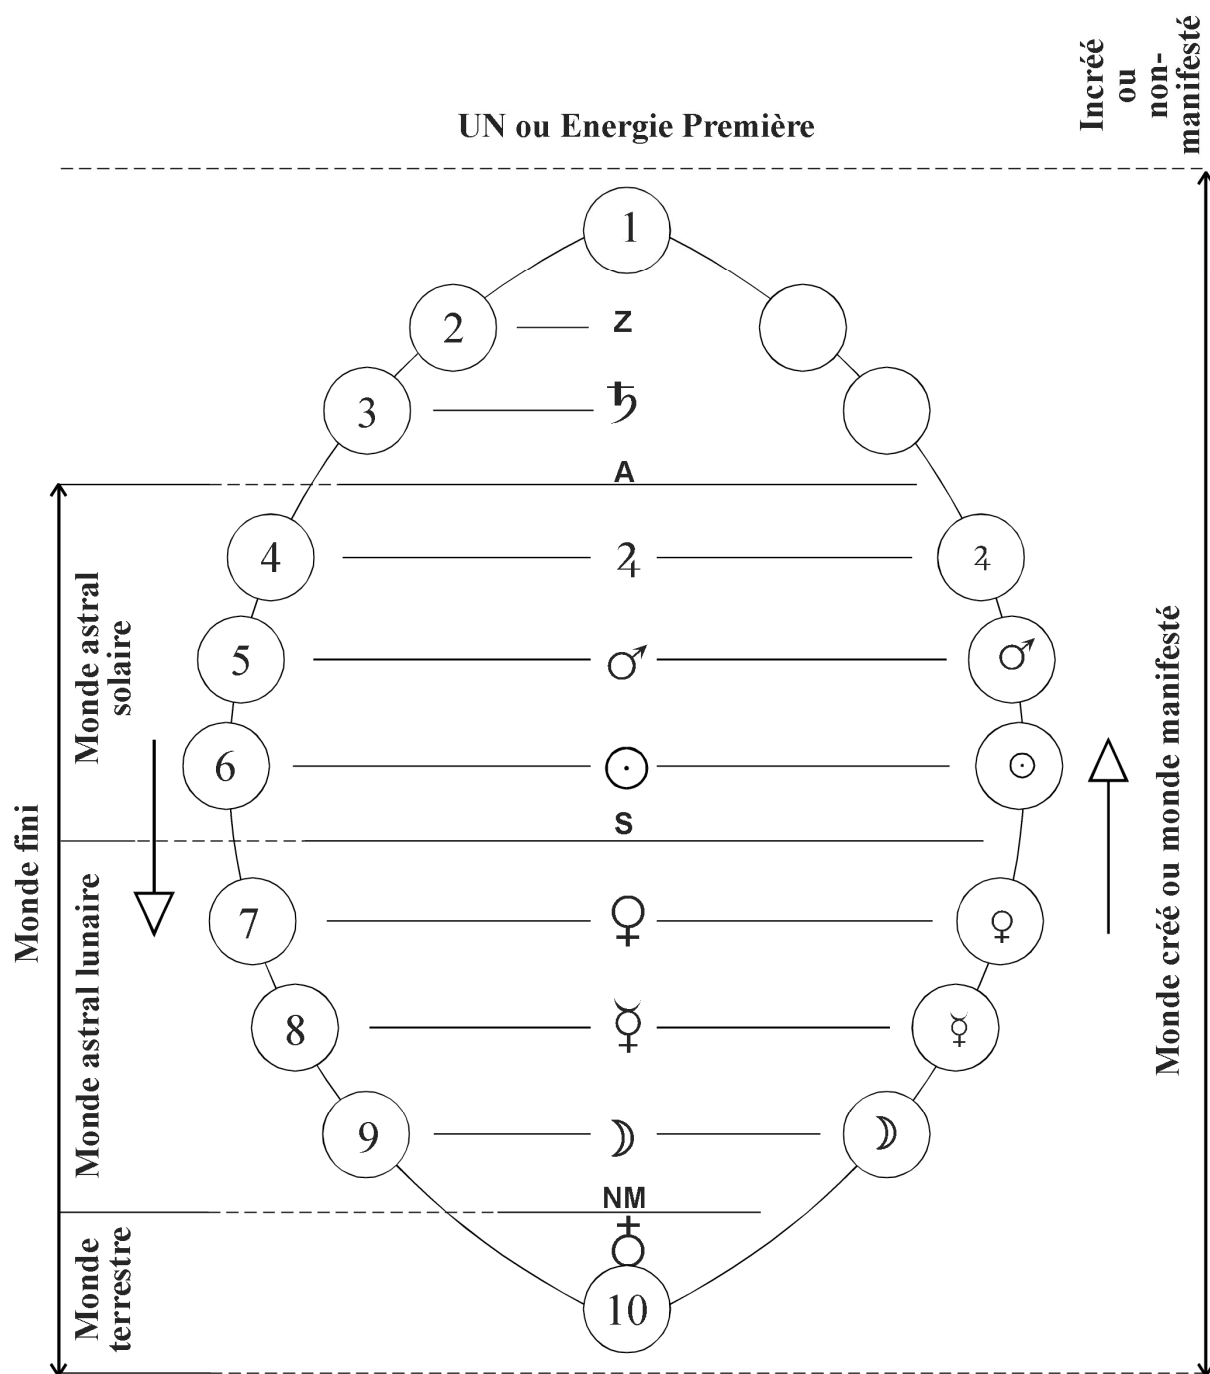 Incréé
ou
non-
manifesté
UN ou Energie Première
1
2
Z
3
♄
A
4
♃
♃
5
♂
♂
6
☉
☉
S
7
♀
♀
8
☿
☿
9
☽
☽
NM
♁
10
Monde fini
Monde astral
solaire
Monde astral lunaire
Monde
terrestre
Monde créé ou monde manifesté